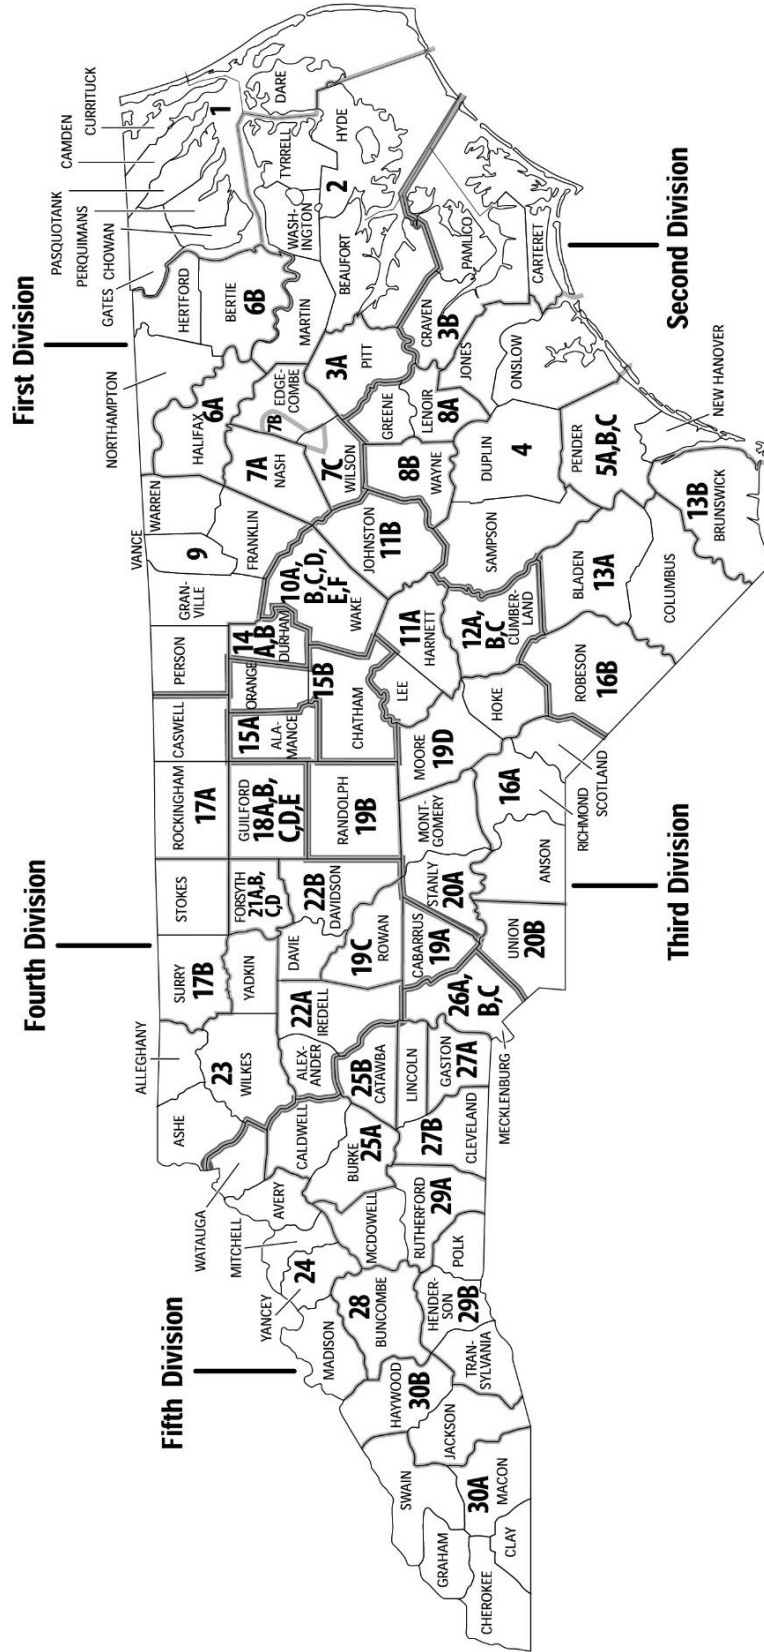 First Division
Second Division
Third Division
Fourth Division
Fifth Division
CURRITUCK
CAMDEN
PASQUOTANK
PERQUIMANS
CHOWAN
GATES
1
DARE
TYRRELL
HYDE
WASH-
INGTON
2
BEAUFORT
MARTIN
HERTFORD
BERTIE
6B
NORTHAMPTON
HALIFAX
6A
EDGE-
COMBE
7B
3A
PITT
7A
NASH
7C
WILSON
PAMLICO
CRAVEN
3B
CARTERET
JONES
ONSLOW
GREENE
LENOIR
8A
8B
WAYNE
DUPLIN
4
SAMPSON
PENDER
5A,B,C
NEW HANOVER
13B
BRUNSWICK
BLADEN
13A
COLUMBUS
WARREN
VANCE
9
FRANKLIN
GRAN-
VILLE
PERSON
14
A,B
DURHAM
10A,
B,C,D,
E,F
WAKE
JOHNSTON
11B
11A
HARNETT
LEE
12A,
B,C
CUMBER-
LAND
HOKE
ROBESON
16B
SCOTLAND
RICHMOND
16A
ORANGE
15B
CHATHAM
15A
ALA-
MANCE
CASWELL
ROCKINGHAM
17A
GUILFORD
18A,B,
C,D,E
RANDOLPH
19B
MOORE
19D
MONT-
GOMERY
ANSON
STANLY
20A
UNION
20B
CABARRUS
19A
26A,
B,C
MECKLENBURG
STOKES
SURRY
17B
FORSYTH
21A,B,
C,D
YADKIN
DAVIE
22B
DAVIDSON
19C
ROWAN
22A
IREDELL
ALEX-
ANDER
ALLEGHANY
ASHE
23
WILKES
WATAUGA
CALDWELL
25B
CATAWBA
LINCOLN
GASTON
27A
27B
CLEVELAND
BURKE
25A
AVERY
MITCHELL
YANCEY
24
MADISON
MCDOWELL
RUTHERFORD
29A
POLK
28
BUNCOMBE
HENDER-
SON
29B
TRAN-
SYLVANIA
HAYWOOD
30B
JACKSON
SWAIN
30A
MACON
GRAHAM
CHEROKEE
CLAY